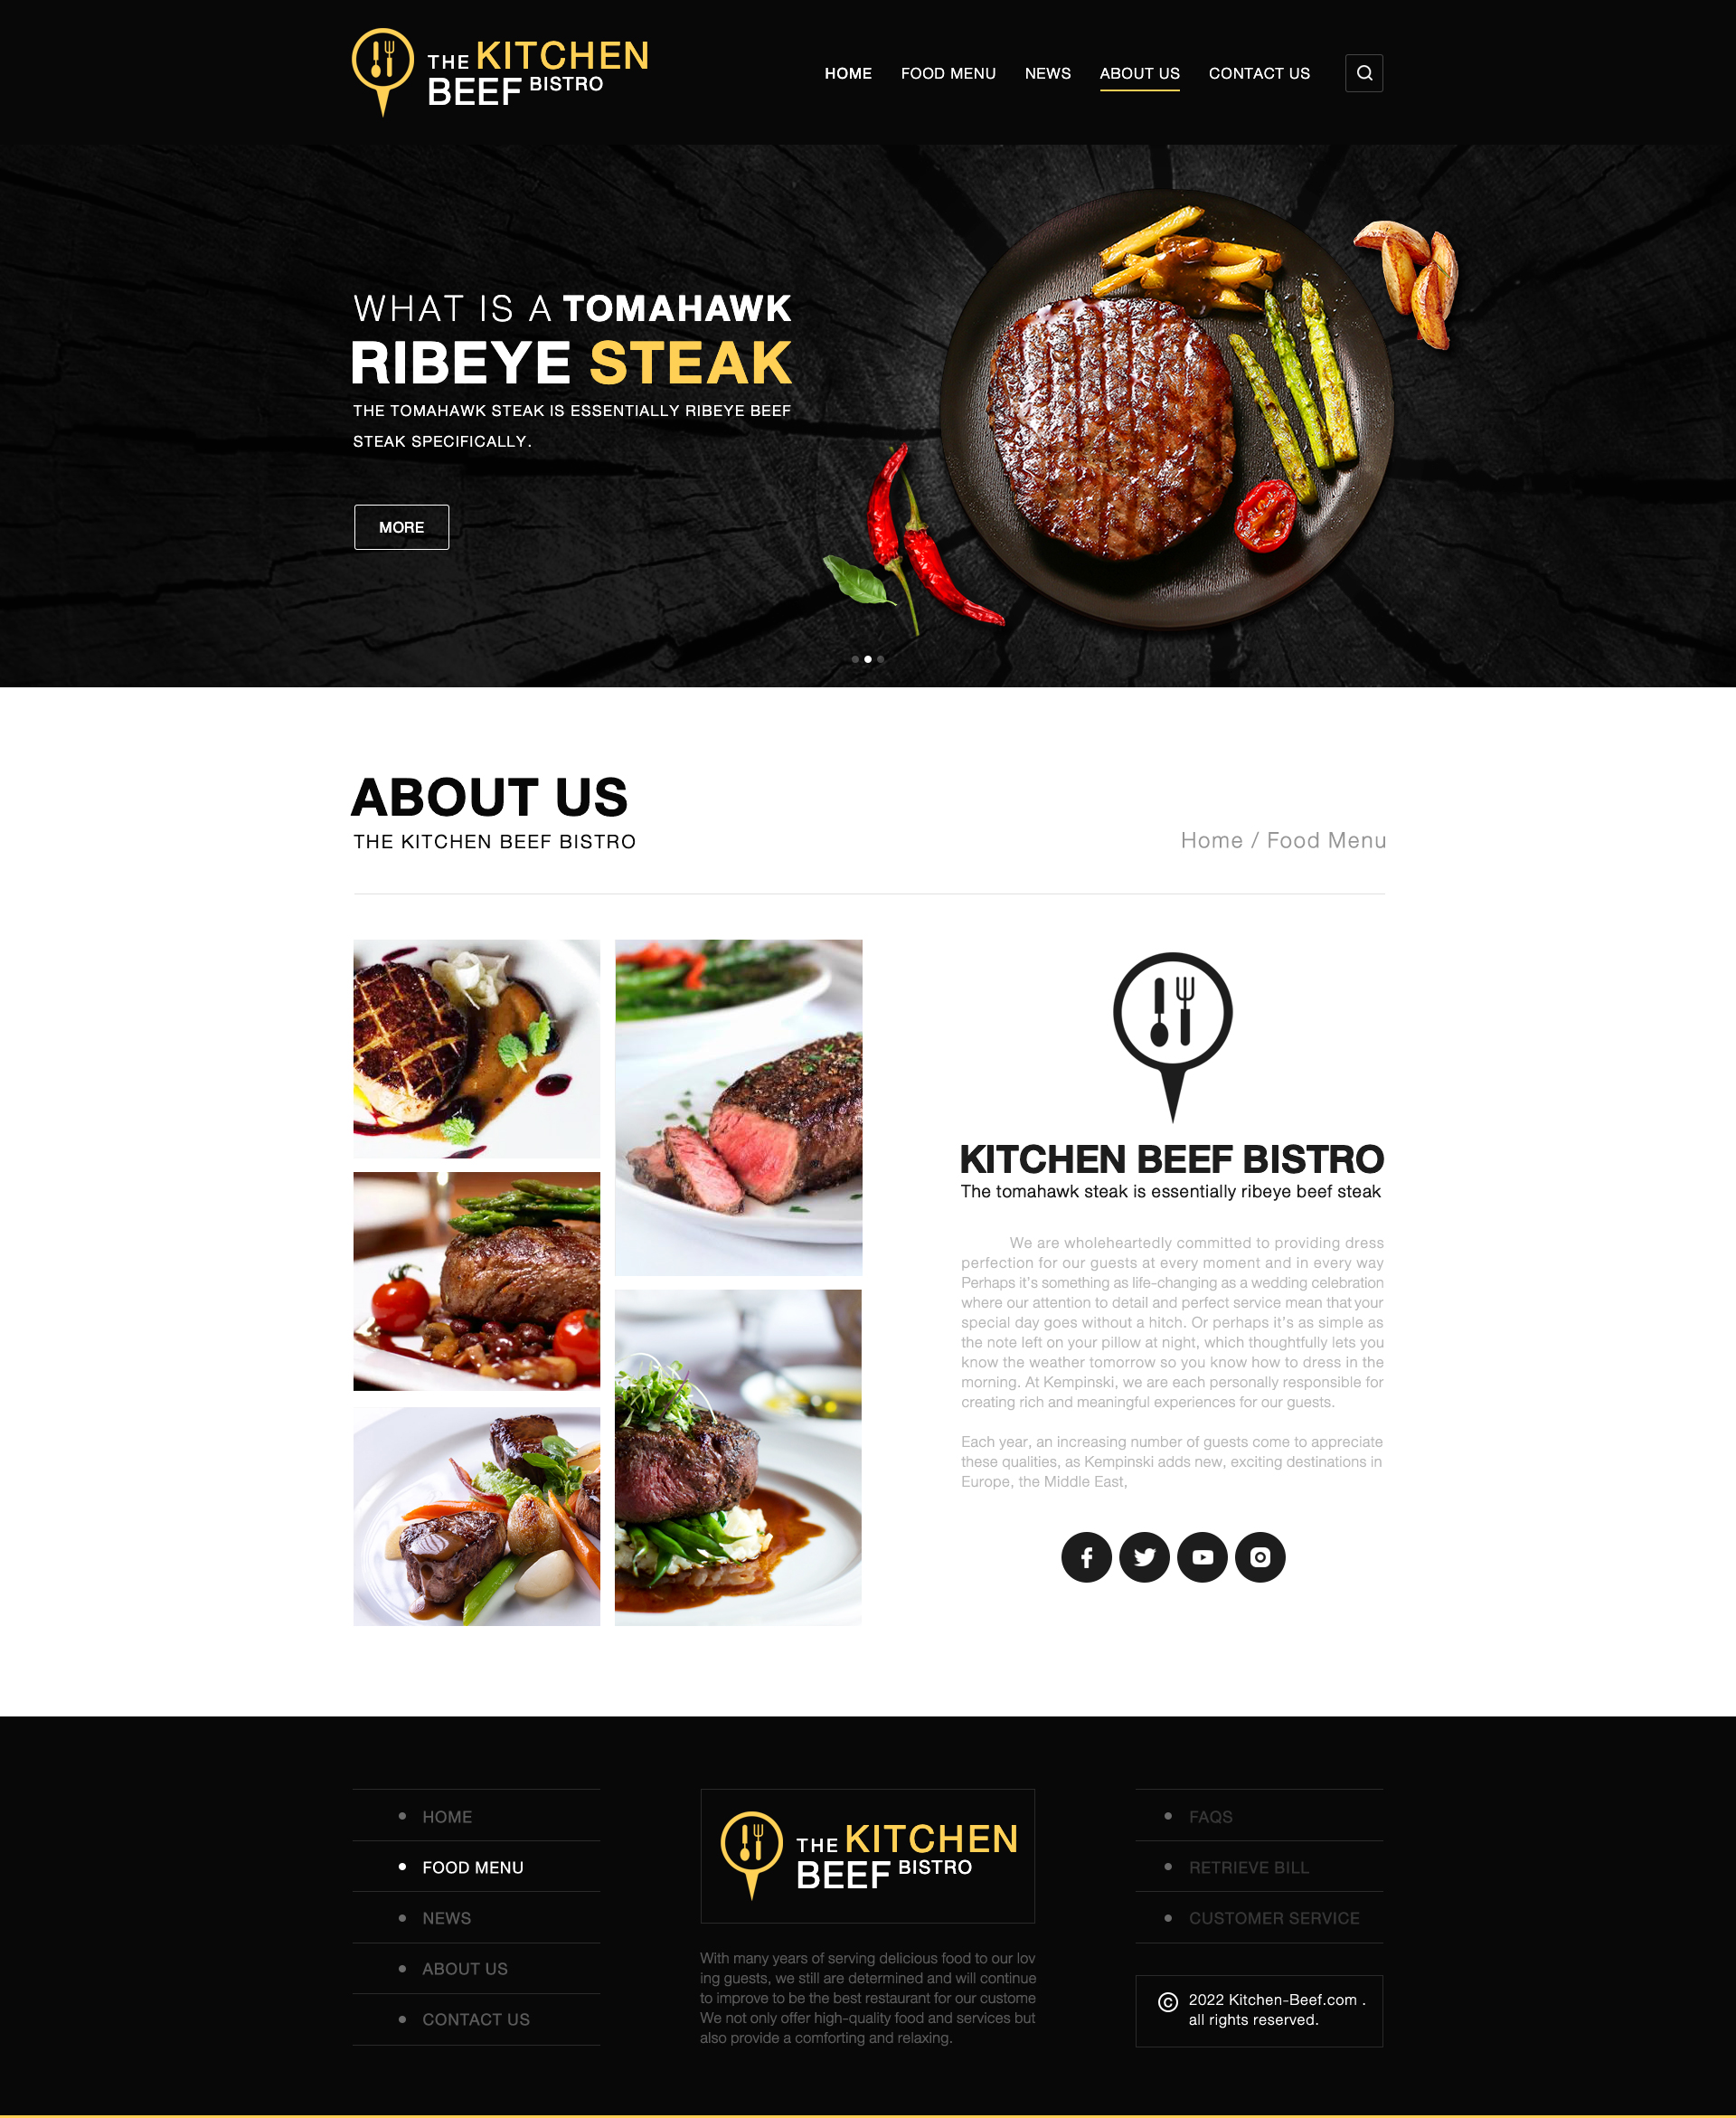 THE KITCHEN
BEEF BISTRO
HOME FOOD MENU NEWS ABOUT US CONTACT US
WHAT IS A TOMAHAWK
RIBEYE STEAK
THE TOMAHAWK STEAK IS ESSENTIALLY RIBEYE BEEF
STEAK SPECIFICALLY.
MORE
ABOUT US
THE KITCHEN BEEF BISTRO
Home / Food Menu
KITCHEN BEEF BISTRO
The tomahawk steak is essentially ribeye beef steak
We are wholeheartedly committed to providing dress
perfection for our guests at every moment and in every way
Perhaps it's something as life-changing as a wedding celebration
where our attention to detail and perfect service mean that your
special day goes without a hitch. Or perhaps it's as simple as
the note left on your pillow at night, which thoughtfully lets you
know the weather tomorrow so you know how to dress in the
morning. At Kempinski, we are each personally responsible for
creating rich and meaningful experiences for our guests.
Each year, an increasing number of guests come to appreciate
these qualities, as Kempinski adds new, exciting destinations in
Europe, the Middle East,
HOME
FOOD MENU
NEWS
ABOUT US
CONTACT US
THE KITCHEN
BEEF BISTRO
With many years of serving delicious food to our lov
ing guests, we still are determined and will continue
to improve to be the best restaurant for our custome
We not only offer high-quality food and services but
also provide a comforting and relaxing.
FAQS
RETRIEVE BILL
CUSTOMER SERVICE
© 2022 Kitchen-Beef.com .
all rights reserved.